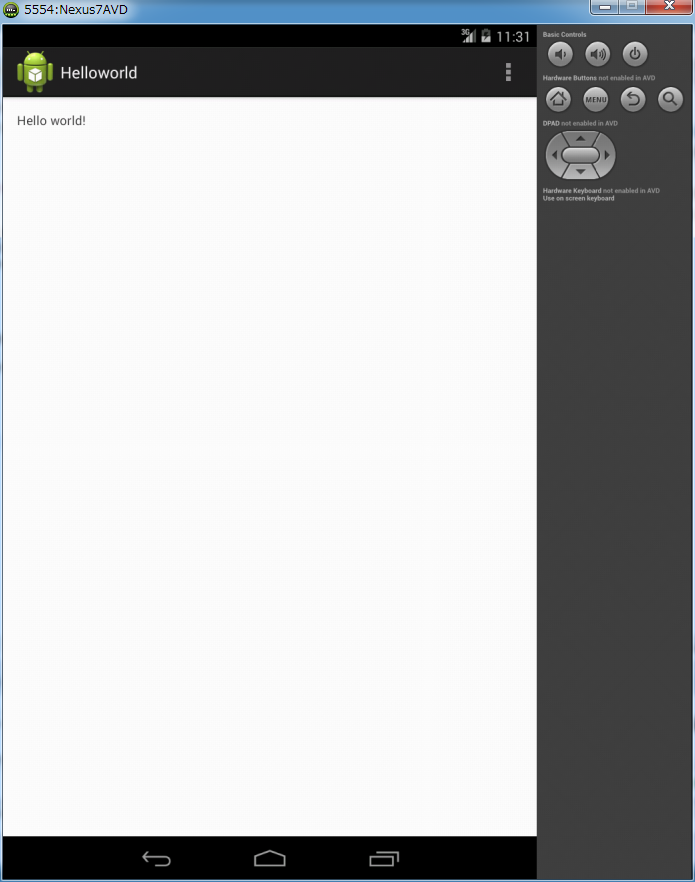 5554:Nexus7AVD
3G 11:31
Helloworld
Hello world!
Basic Controls
Hardware Buttons not enabled in AVD
MENU
DPAD not enabled in AVD
Hardware Keyboard not enabled in AVD
Use on screen keyboard